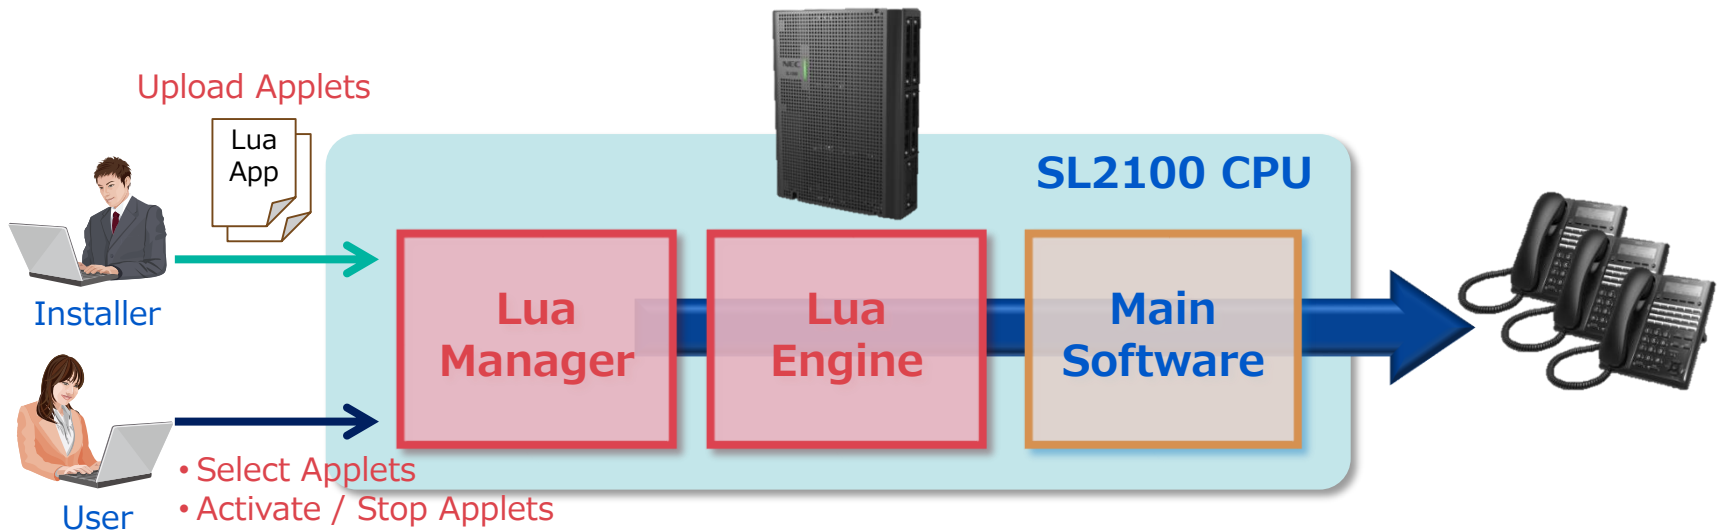 Upload Applets
Lua
App
NEC
SL2100 CPU
Installer
Lua
Manager
Lua
Engine
Main
Software
• Select Applets
• Activate / Stop Applets
User